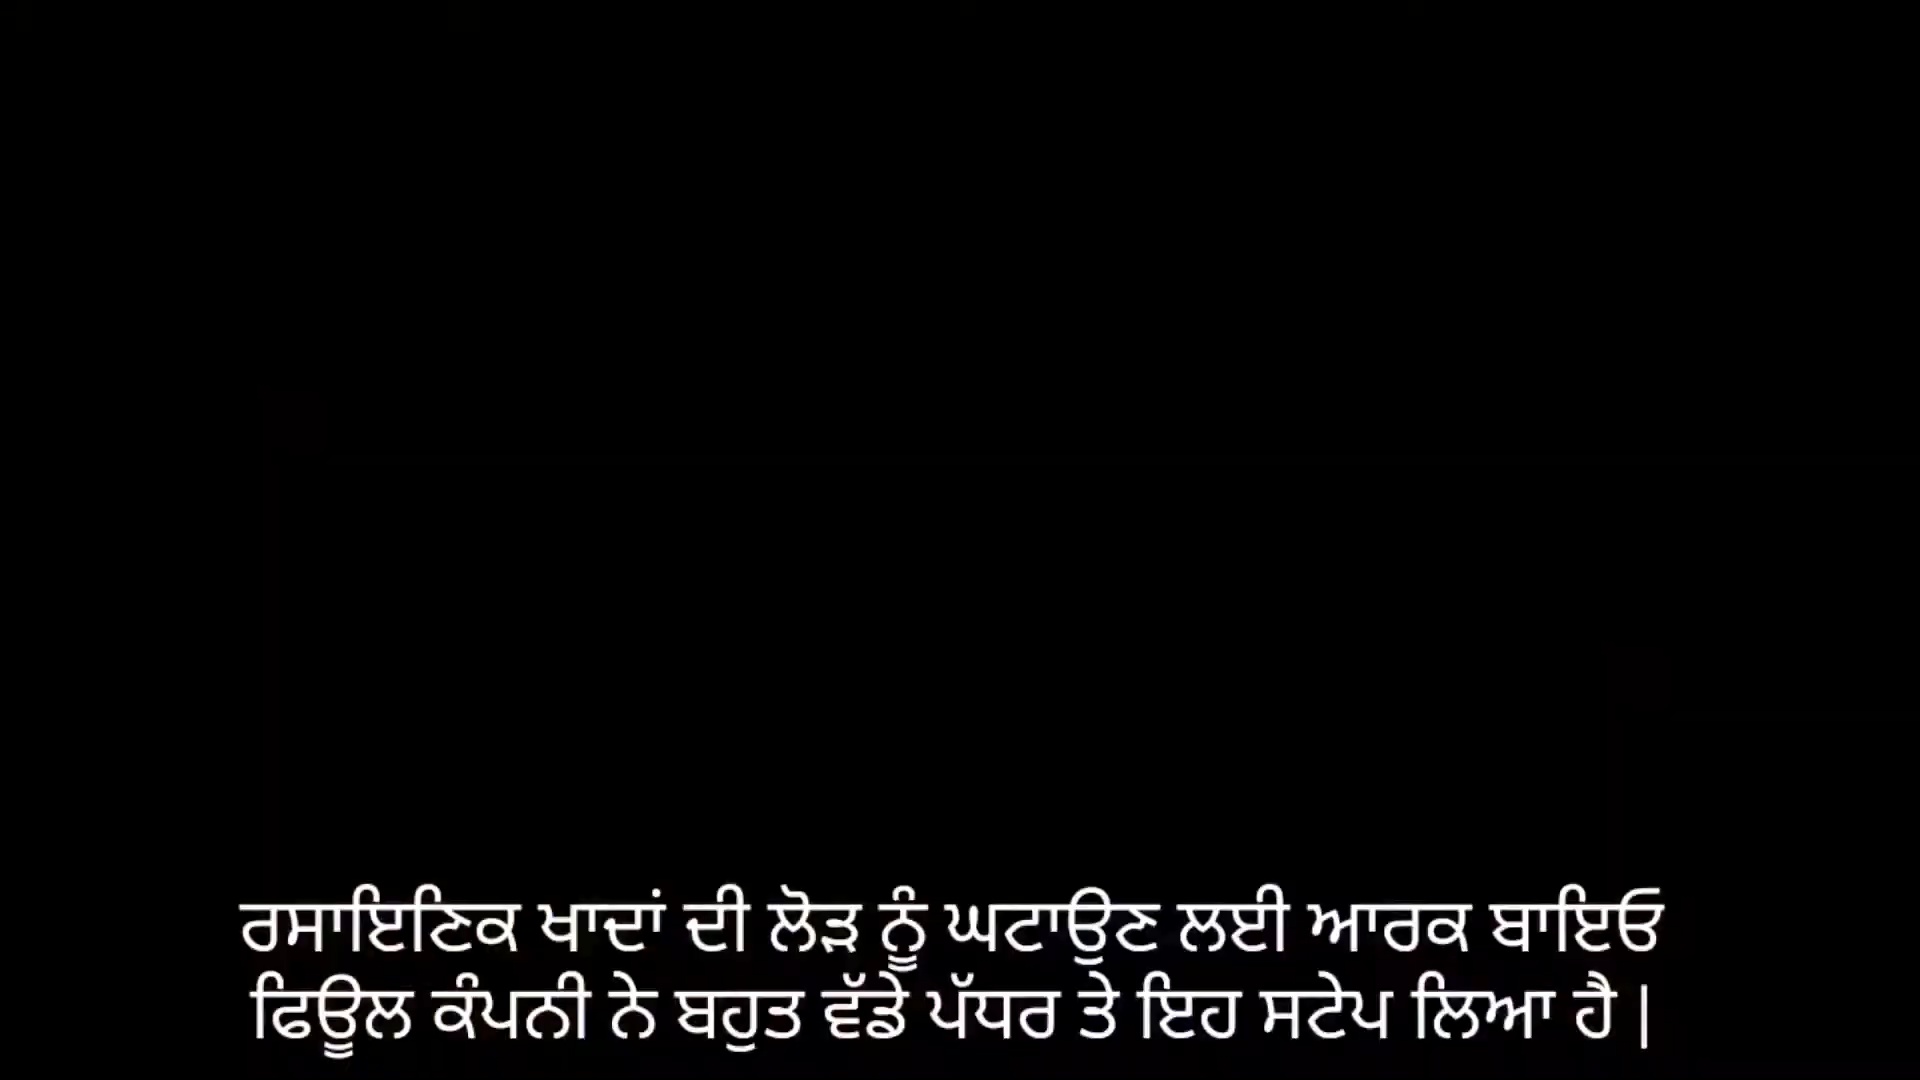 ਰਸਾਇਣਿਕ ਖਾਦਾਂ ਦੀ ਲੋੜ ਨੂੰ ਘਟਾਉਣ ਲਈ ਆਰਕ ਬਾਇਓ
ਫਿਊਲ ਕੰਪਨੀ ਨੇ ਬਹੁਤ ਵੱਡੇ ਪੱਧਰ ਤੇ ਇਹ ਸਟੇਪ ਲਿਆ ਹੈ |